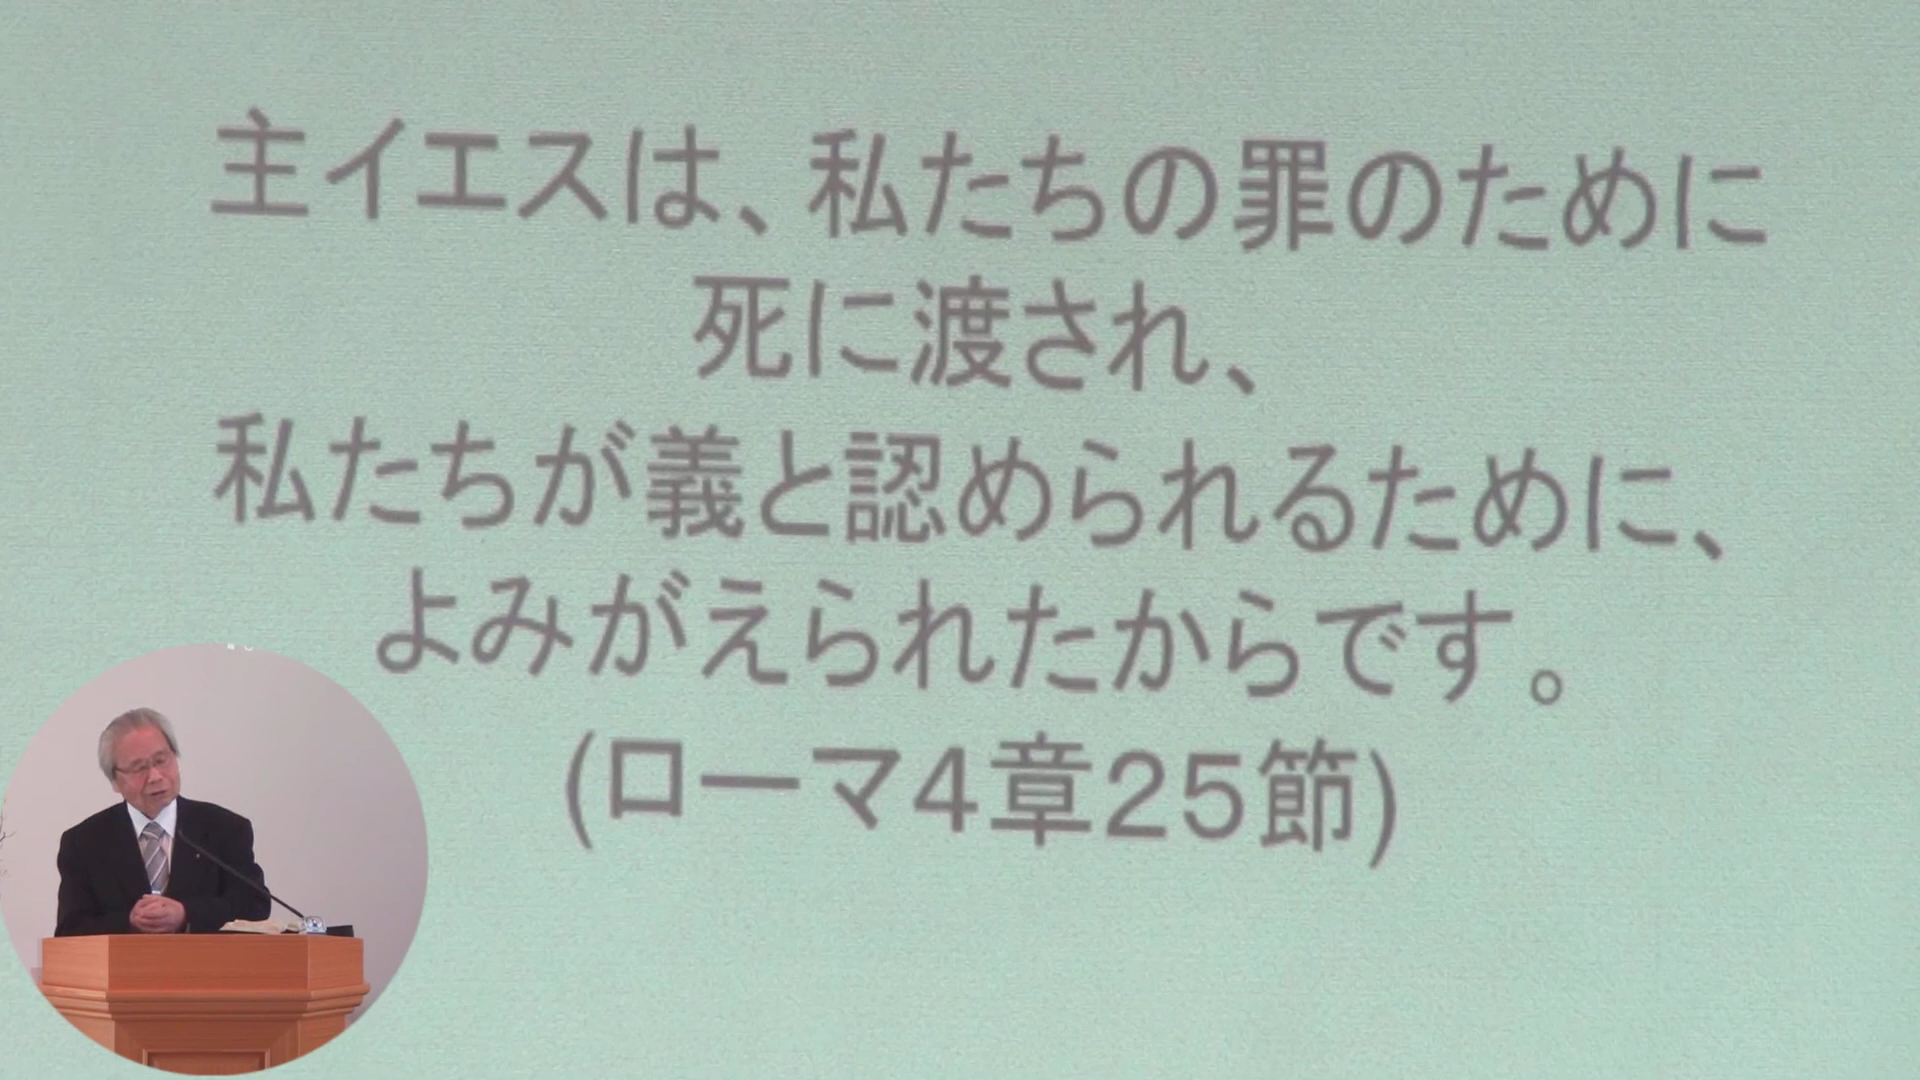 主イエスは、私たちの罪のために
死に渡され、
私たちが義と認められるために、
よみがえられたからです。
(ローマ4章25節)